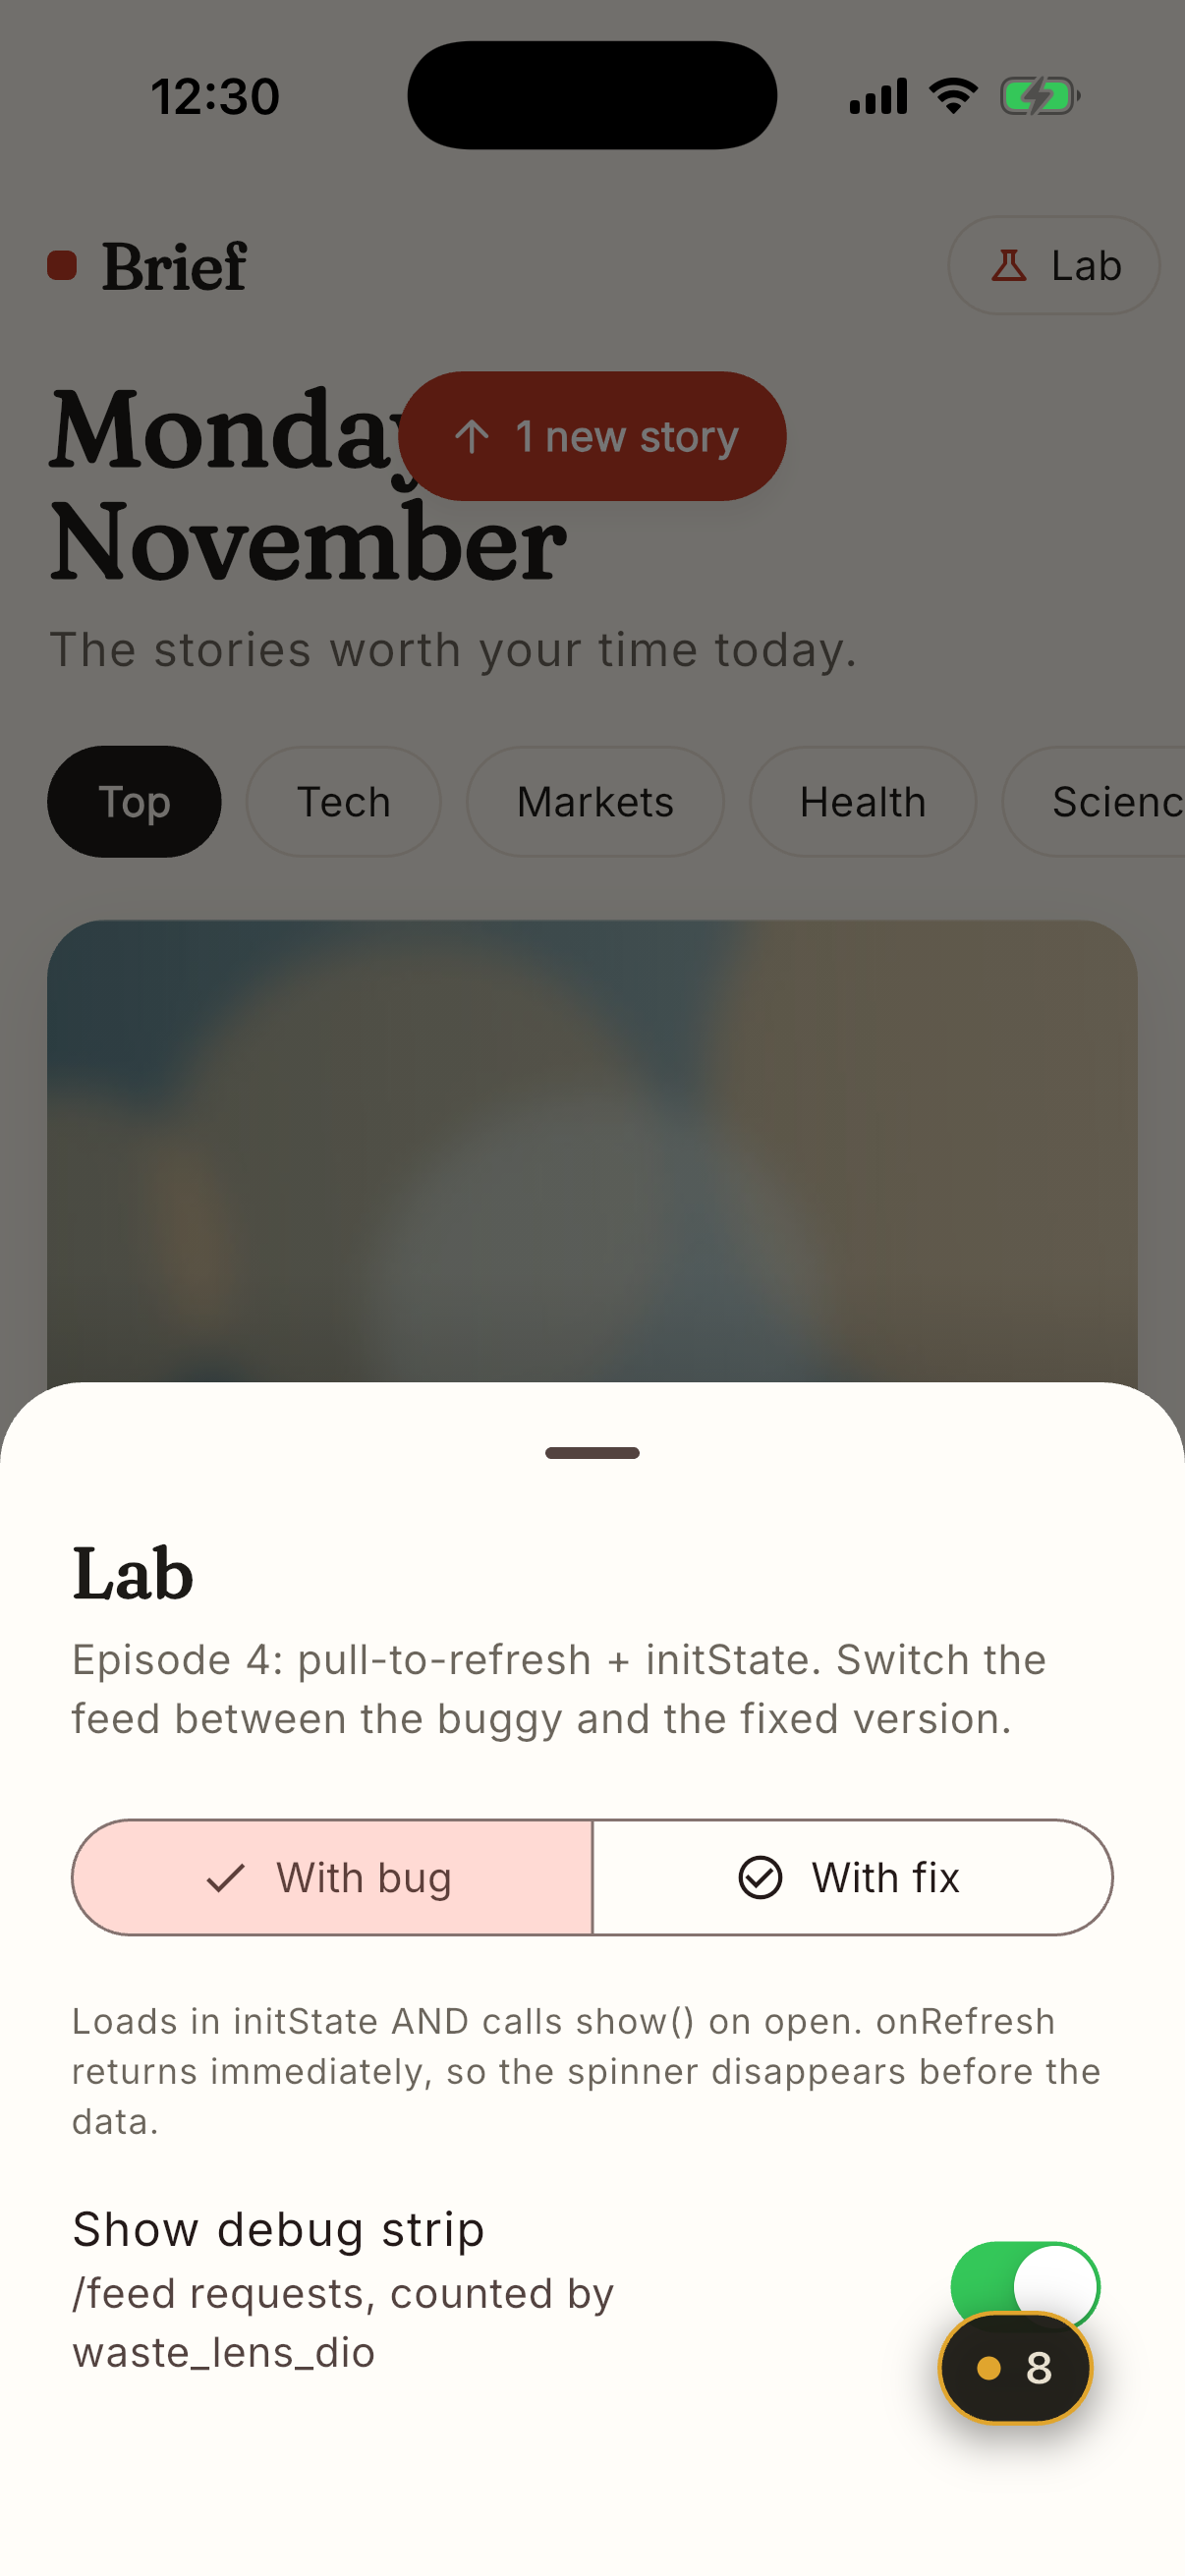 12:30
Brief
Lab
Monday
1 new story
November
The stories worth your time today.
Top
Tech
Markets
Health
Scienc
Lab
Episode 4: pull-to-refresh + initState. Switch the
feed between the buggy and the fixed version.
With bug
With fix
Loads in initState AND calls show() on open. onRefresh
returns immediately, so the spinner disappears before the
data.
Show debug strip
/feed requests, counted by
waste_lens_dio
8